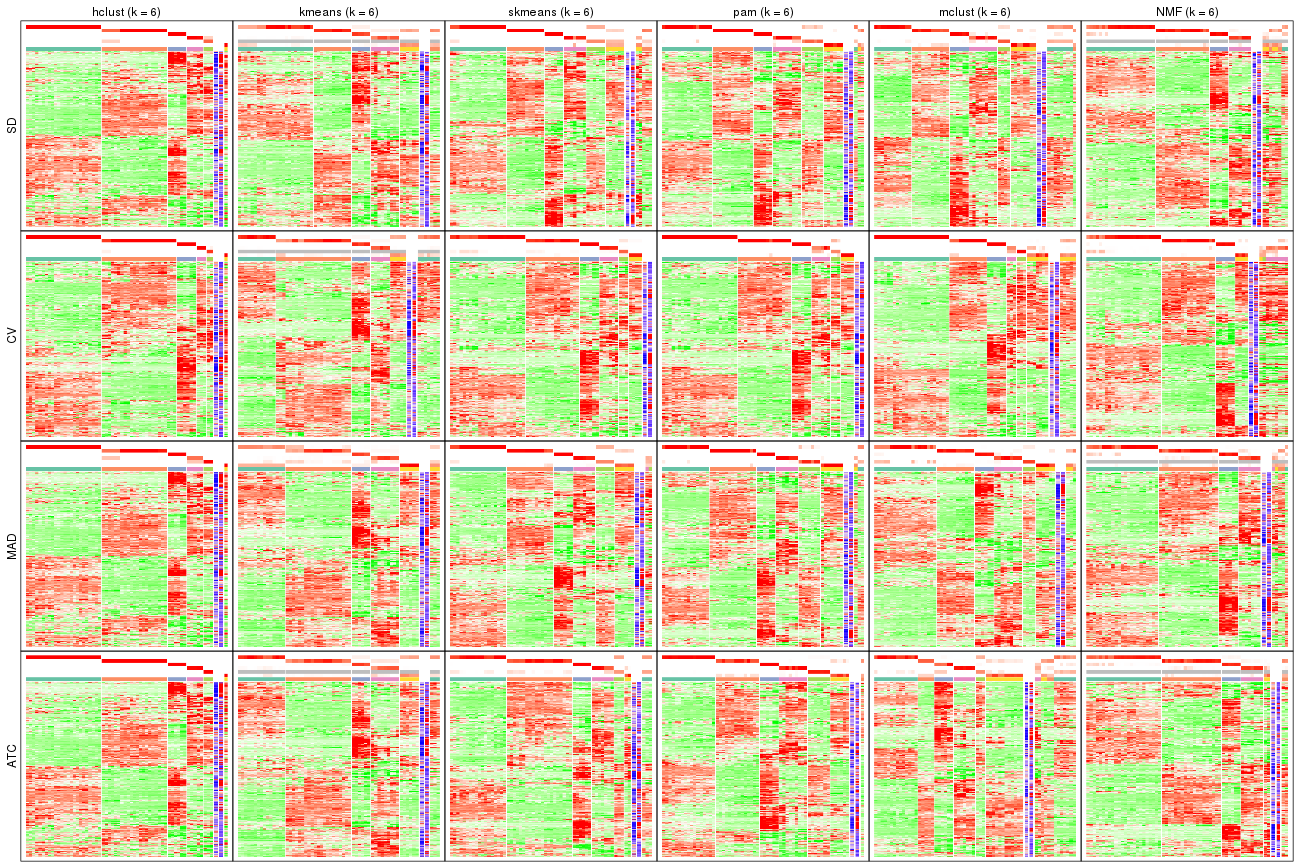 hclust (k = 6) kmeans (k = 6) skmeans (k = 6) pam (k = 6) mclust (k = 6) NMF (k = 6)
SD
CV
MAD
ATC